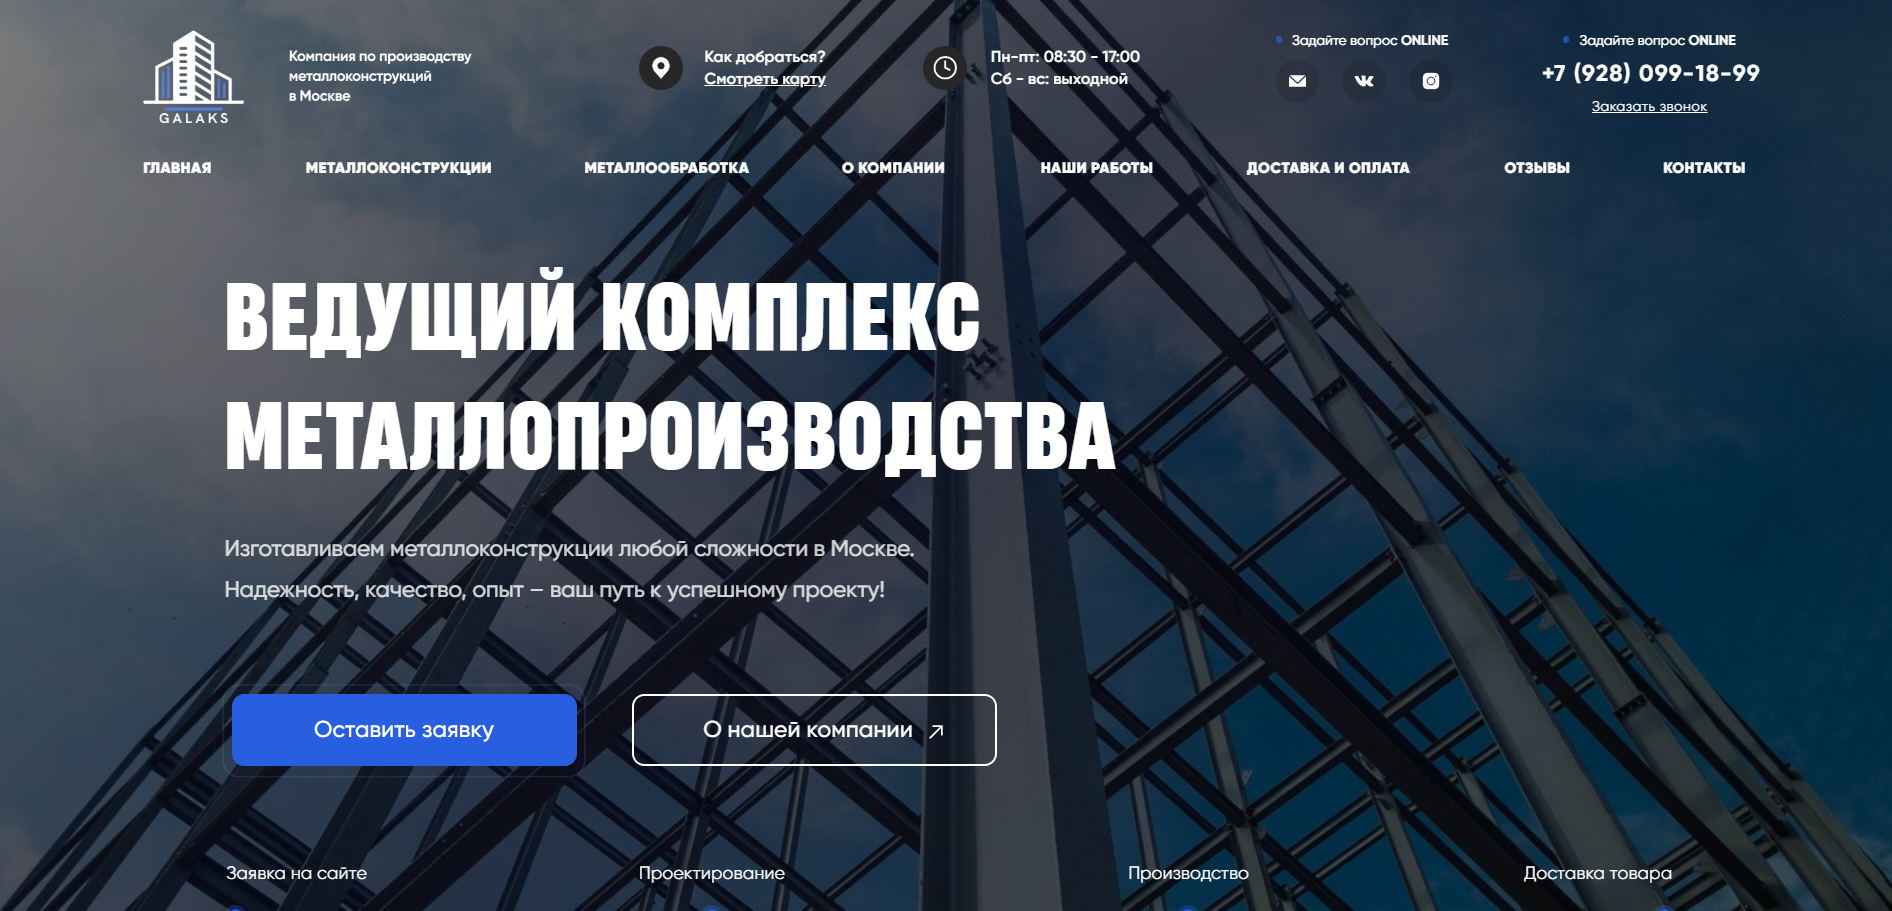 GALAKS
Компания по производству
металлоконструкций
в Москве
Как добраться?
Смотреть карту
Пн-пт: 08:30 - 17:00
Сб - вс: выходной
Задайте вопрос ONLINE
Задайте вопрос ONLINE
+7 (928) 099-18-99
Заказать звонок
ГЛАВНАЯ
МЕТАЛЛОКОНСТРУКЦИИ
МЕТАЛЛООБРАБОТКА
О КОМПАНИИ
НАШИ РАБОТЫ
ДОСТАВКА И ОПЛАТА
ОТЗЫВЫ
КОНТАКТЫ
ВЕДУЩИЙ КОМПЛЕКС
МЕТАЛЛОПРОИЗВОДСТВА
Изготавливаем металлоконструкции любой сложности в Москве.
Надежность, качество, опыт – ваш путь к успешному проекту!
Оставить заявку
О нашей компании
Заявка на сайте
Проектирование
Производство
Доставка товара